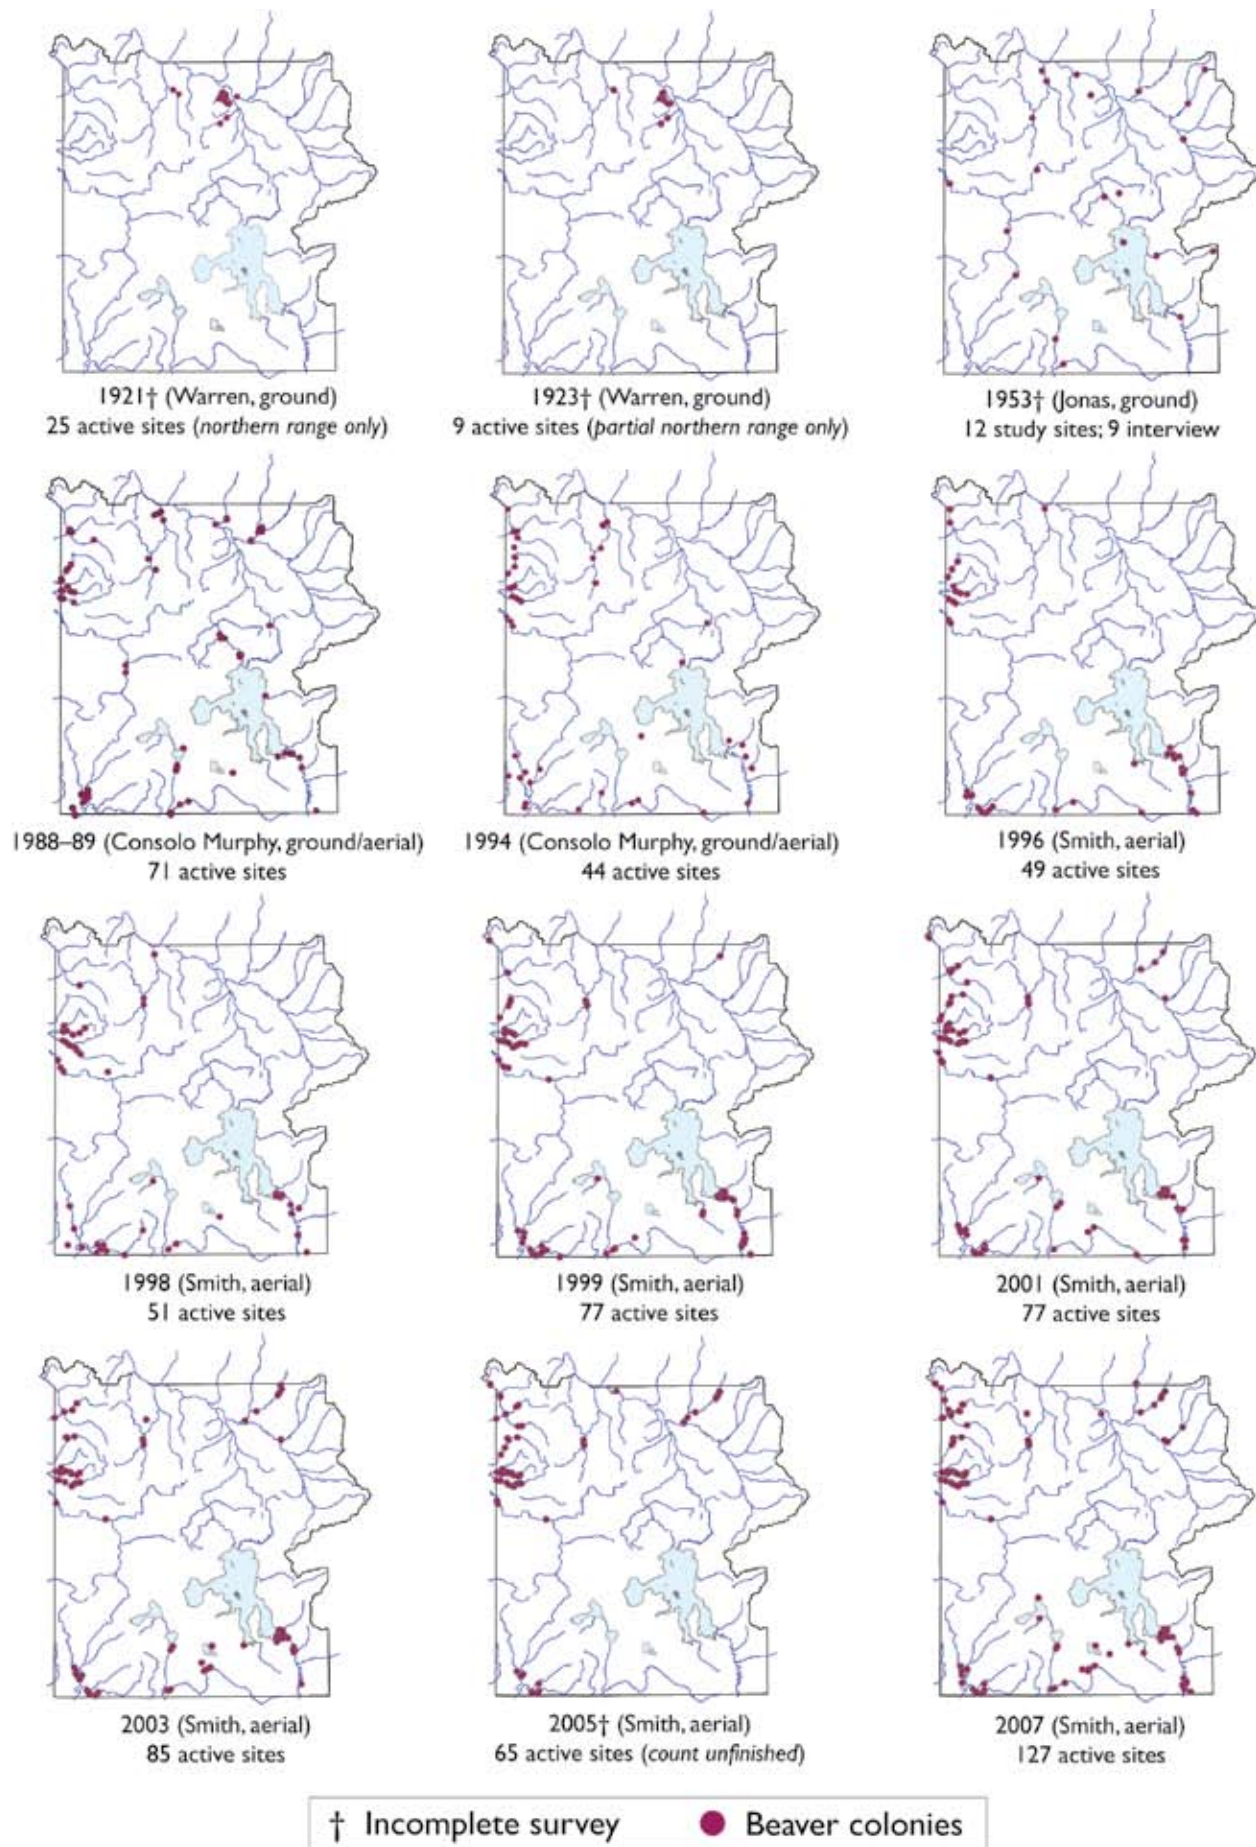 1921† (Warren, ground)
25 active sites (northern range only)
1923† (Warren, ground)
9 active sites (partial northern range only)
1953† (Jonas, ground)
12 study sites; 9 interview
1988–89 (Consolo Murphy, ground/aerial)
71 active sites
1994 (Consolo Murphy, ground/aerial)
44 active sites
1996 (Smith, aerial)
49 active sites
1998 (Smith, aerial)
51 active sites
1999 (Smith, aerial)
77 active sites
2001 (Smith, aerial)
77 active sites
2003 (Smith, aerial)
85 active sites
2005† (Smith, aerial)
65 active sites (count unfinished)
2007 (Smith, aerial)
127 active sites
† Incomplete survey
Beaver colonies